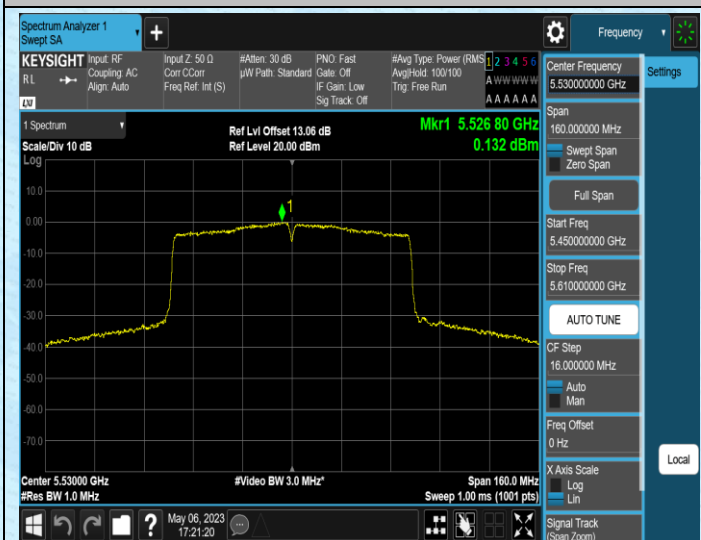 Spectrum Analyzer 1
Swept SA
+
Frequency
KEYSIGHT
RL
Input: RF
Coupling: AC
Align: Auto
Input Z: 50 Ω
Corr CCorr
Freq Ref: Int (S)
#Atten: 30 dB
µW Path: Standard
PNO: Fast
Gate: Off
IF Gain: Low
Sig Track: Off
#Avg Type: Power (RMS
Avg|Hold: 100/100
Trig: Free Run
1 2 3 4 5 6
A W W W W W
A A A A A A
LXI
1 Spectrum
Scale/Div 10 dB
Ref Lvl Offset 13.06 dB
Ref Level 20.00 dBm
Mkr1 5.526 80 GHz
0.132 dBm
Log
10.0
0.00
-10.0
-20.0
-30.0
-40.0
-50.0
-60.0
-70.0
1
Center 5.53000 GHz
#Res BW 1.0 MHz
#Video BW 3.0 MHz*
Span 160.0 MHz
Sweep 1.00 ms (1001 pts)
Center Frequency
5.530000000 GHz
Settings
Span
160.000000 MHz
Swept Span
Zero Span
Full Span
Start Freq
5.450000000 GHz
Stop Freq
5.610000000 GHz
AUTO TUNE
CF Step
16.000000 MHz
Auto
Man
Freq Offset
0 Hz
X Axis Scale
Log
Lin
Local
Signal Track
(Span Zoom)
?
May 06, 2023
17:21:20